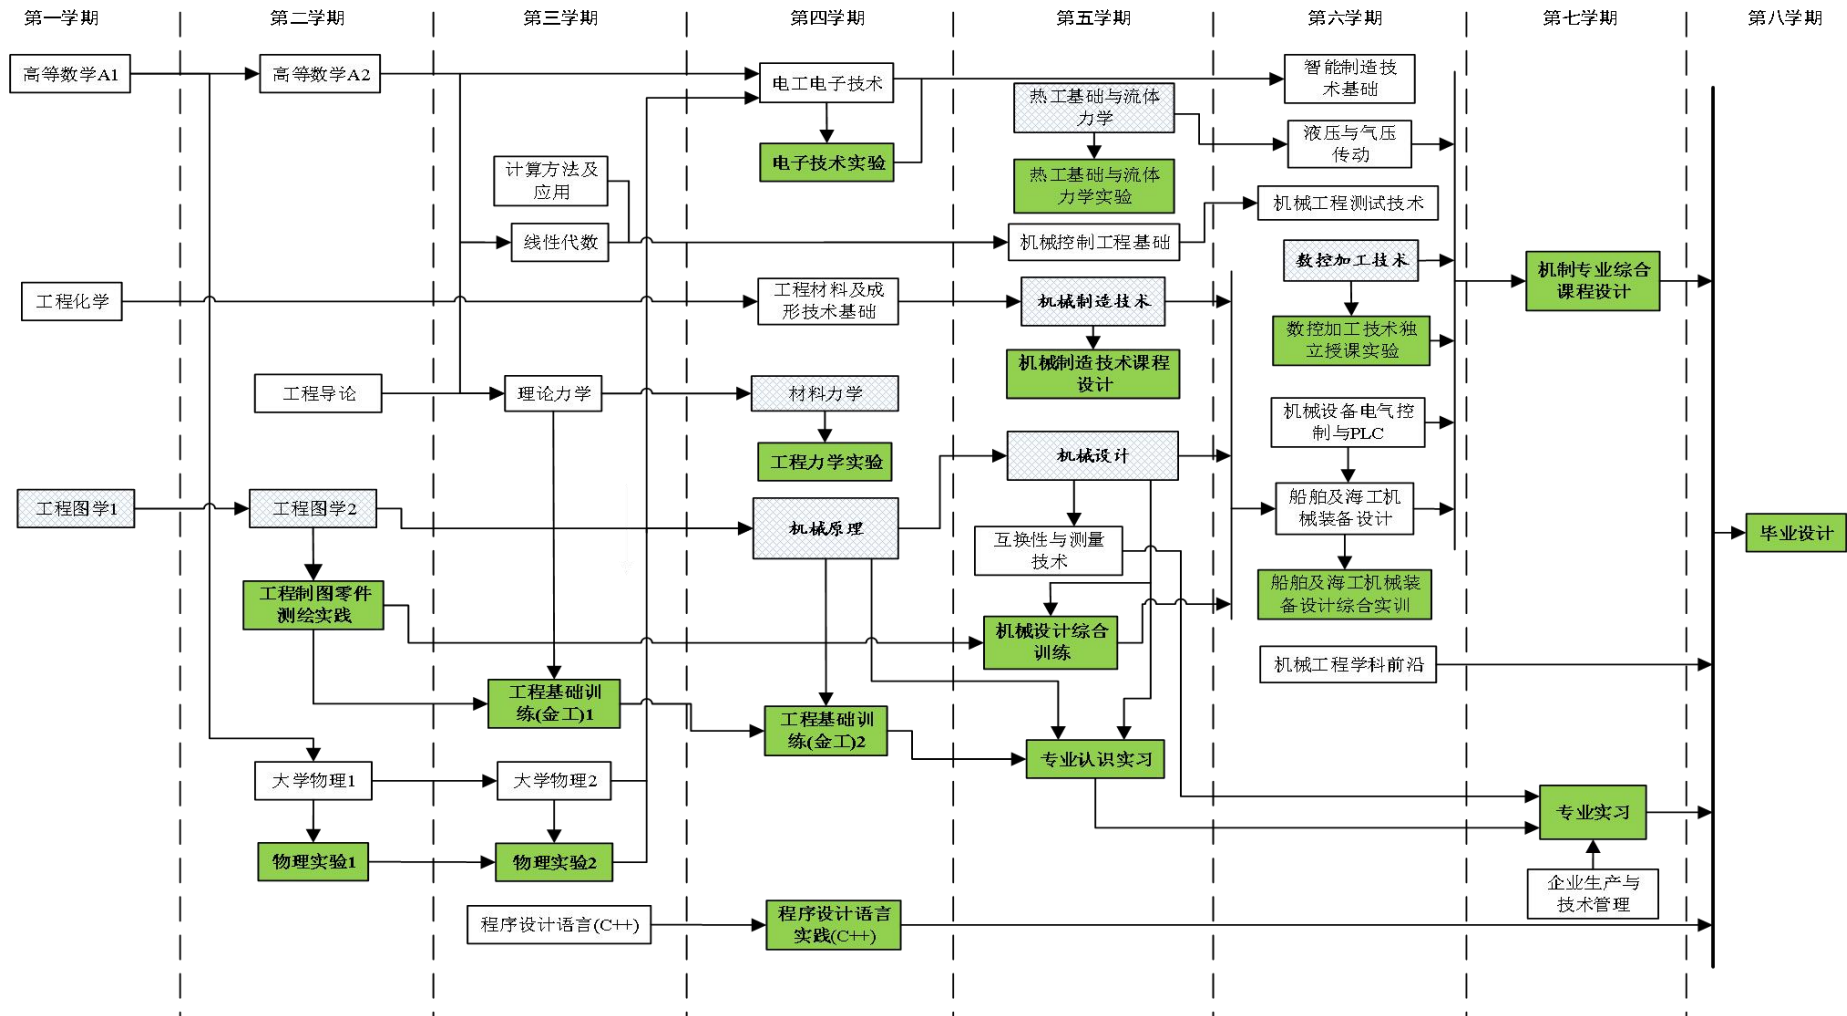 第一学期
第二学期
第三学期
第四学期
第五学期
第六学期
第七学期
第八学期
高等数学A1
工程化学
工程图学1
高等数学A2
工程导论
工程图学2
工程制图零件
测绘实践
大学物理1
物理实验1
计算方法及
应用
线性代数
理论力学
工程基础训
练(金工)1
大学物理2
物理实验2
程序设计语言(C++)
电工电子技术
电子技术实验
工程材料及成
形技术基础
材料力学
工程力学实验
机械原理
工程基础训
练(金工)2
程序设计语言
实践(C++)
热工基础与流体
力学
热工基础与流体
力学实验
机械控制工程基础
机械制造技术
机械制造技术课程
设计
机械设计
互换性与测量
技术
机械设计综合
训练
专业认识实习
智能制造技
术基础
液压与气压
传动
机械工程测试技术
数控加工技术
数控加工技术独
立授课实验
机械设备电气控
制与PLC
船舶及海工机
械装备设计
船舶及海工机械装
备设计综合实训
机械工程学科前沿
机制专业综合
课程设计
专业实习
企业生产与
技术管理
毕业设计